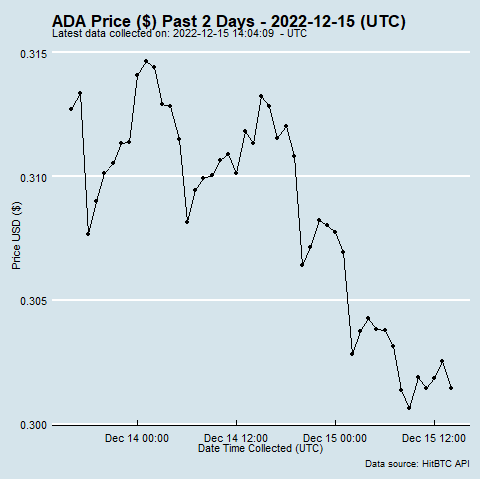 ADA Price ($) Past 2 Days - 2022-12-15 (UTC)
Latest data collected on: 2022-12-15 14:04:09  - UTC
0.315
0.310
0.305
0.300
Price USD ($)
Dec 14 00:00 Dec 14 12:00 Dec 15 00:00 Dec 15 12:00
Date Time Collected (UTC)
Data source: HitBTC API